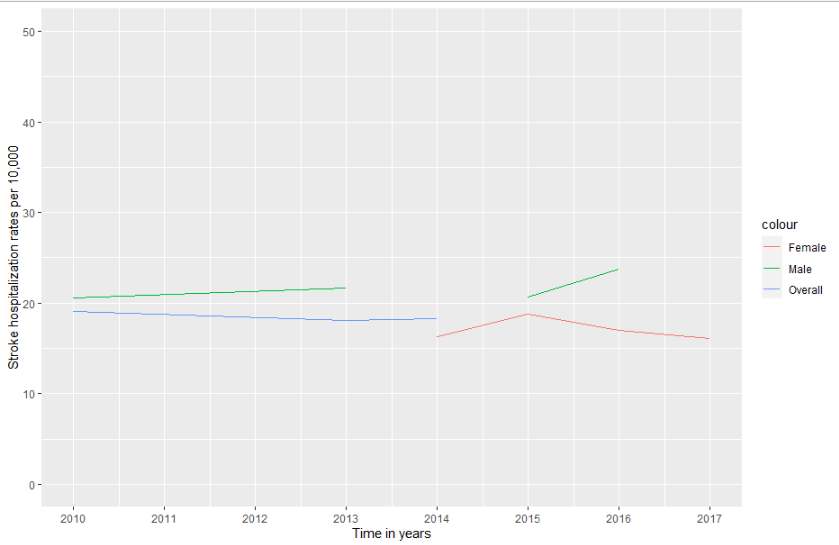 Stroke hospitalization rates per 10,000
50
40
30
20
10
0
2010 2011 2012 2013 2014 2015 2016 2017
Time in years
colour
Female
Male
Overall